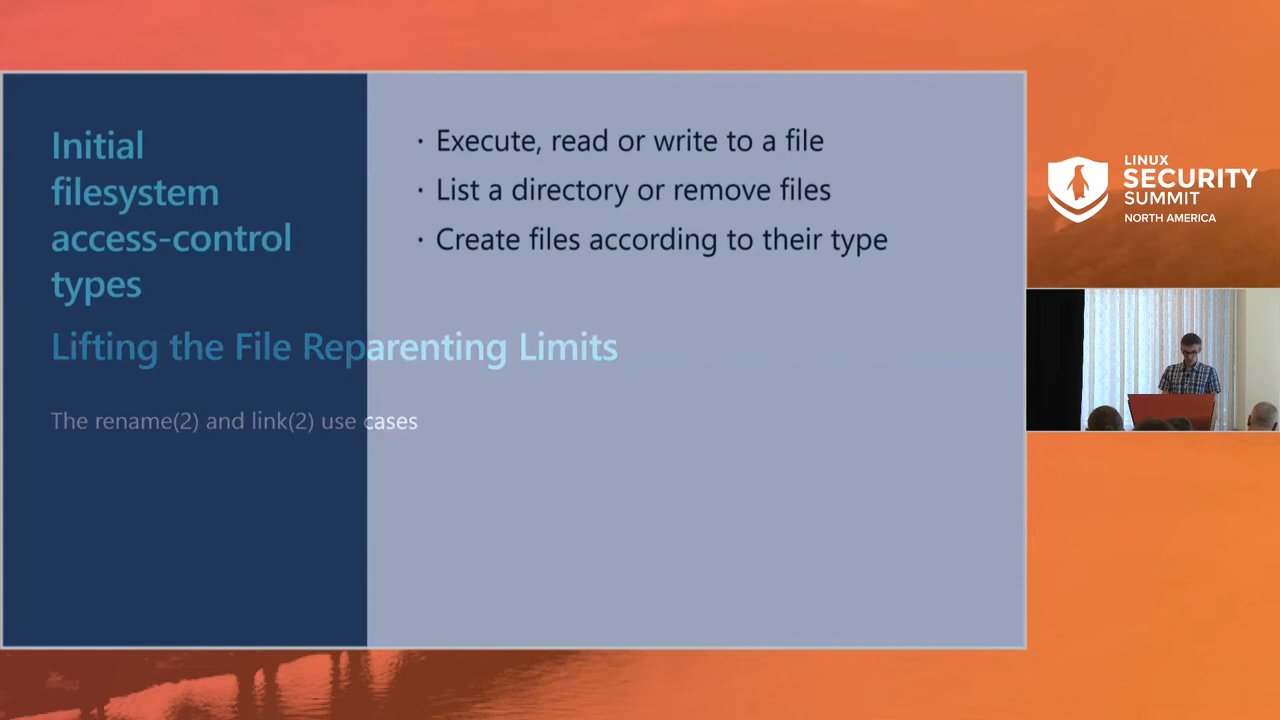 Initial
filesystem
access-control
types
· Execute, read or write to a file
· List a directory or remove files
· Create files according to their type
Lifting the File Reparenting Limits
The rename(2) and link(2) use cases
LINUX
SECURITY
SUMMIT
NORTH AMERICA